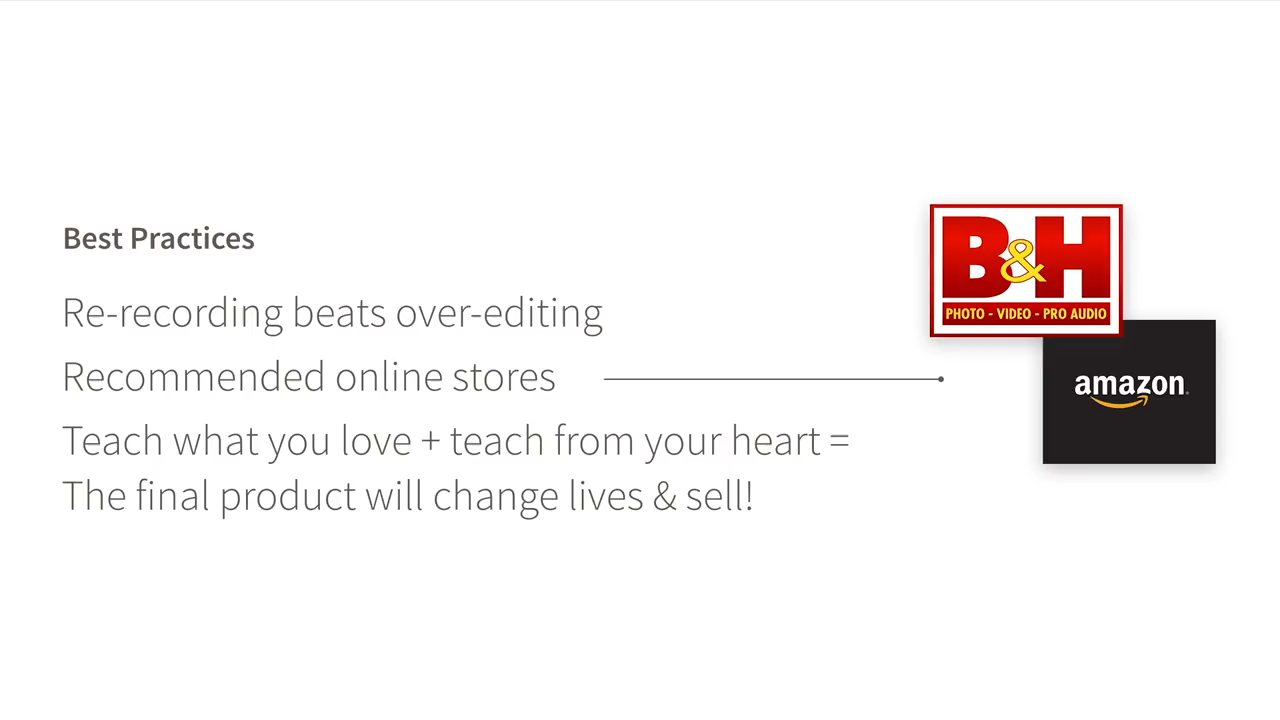 Best Practices
Re-recording beats over-editing
Recommended online stores
Teach what you love + teach from your heart =
The final product will change lives & sell!
B&H
PHOTO - VIDEO - PRO AUDIO
amazon